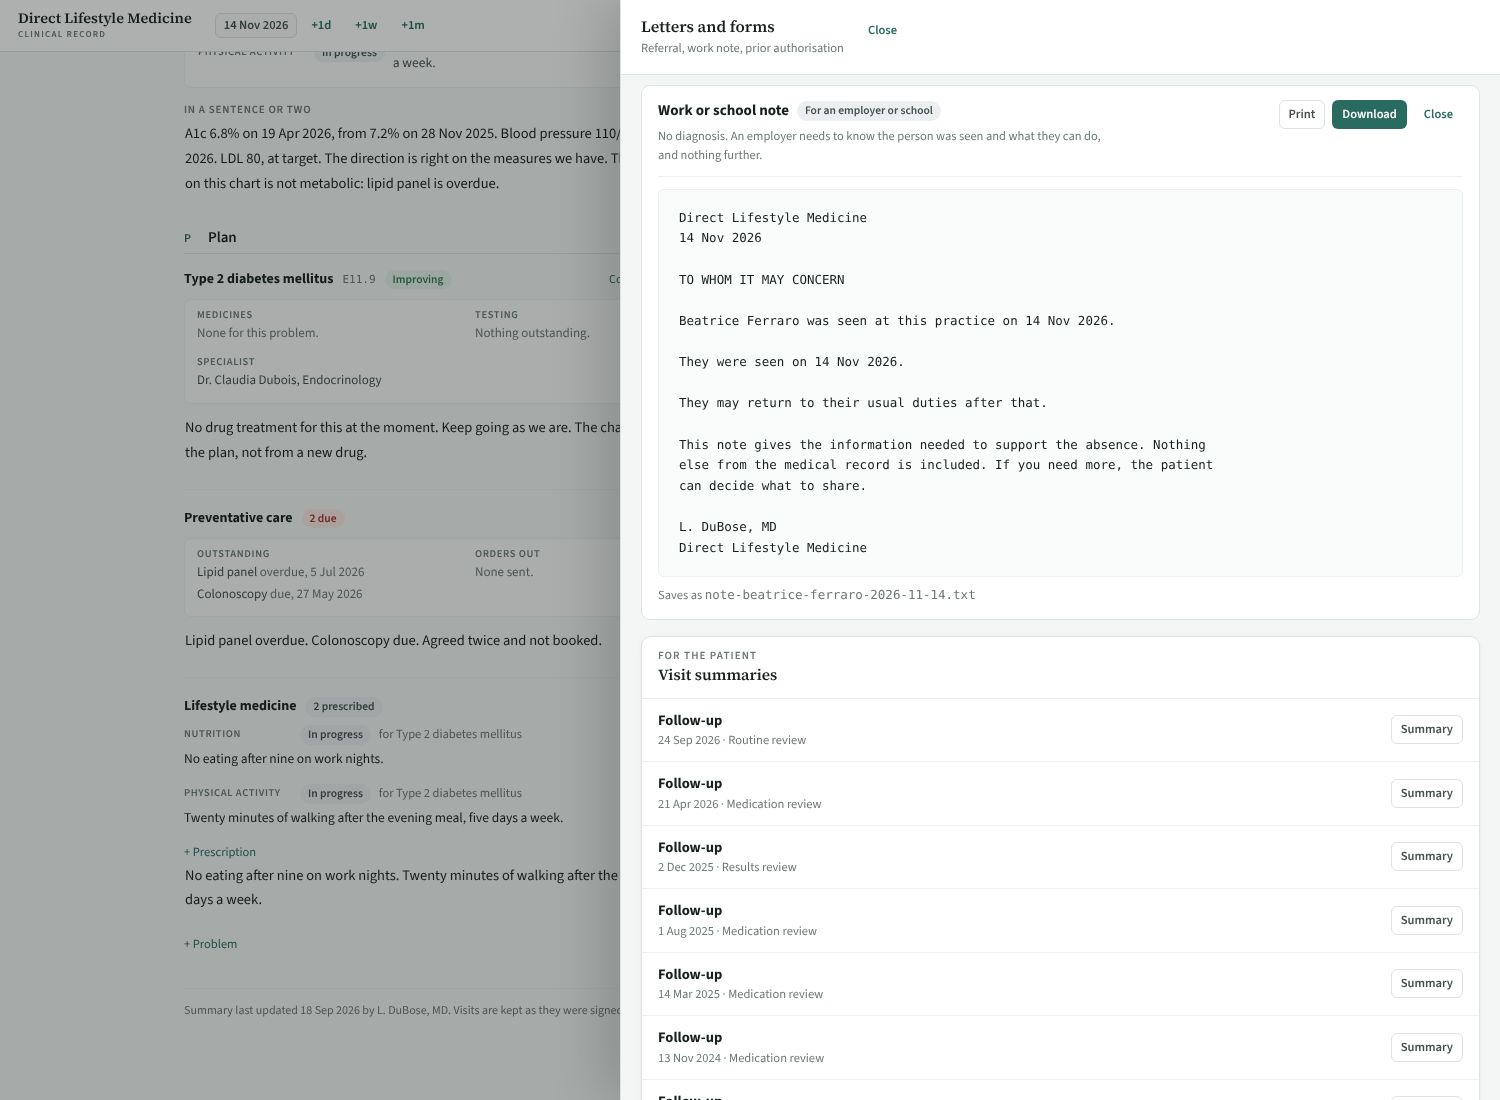 Direct Lifestyle Medicine
CLINICAL RECORD
14 Nov 2026
+1d
+1w
+1m
PHYSICAL ACTIVITY
In progress
a week.
IN A SENTENCE OR TWO
A1c 6.8% on 19 Apr 2026, from 7.2% on 28 Nov 2025. Blood pressure 110/
2026. LDL 80, at target. The direction is right on the measures we have.
on this chart is not metabolic: lipid panel is overdue.
P Plan
Type 2 diabetes mellitus E11.9 Improving
MEDICINES
None for this problem.
TESTING
Nothing outstanding.
SPECIALIST
Dr. Claudia Dubois, Endocrinology
No drug treatment for this at the moment. Keep going as we are. The
the plan, not from a new drug.
Preventative care 2 due
OUTSTANDING
Lipid panel overdue, 5 Jul 2026
Colonoscopy due, 27 May 2026
ORDERS OUT
None sent.
Lipid panel overdue. Colonoscopy due. Agreed twice and not booked.
Lifestyle medicine 2 prescribed
NUTRITION In progress for Type 2 diabetes mellitus
No eating after nine on work nights.
PHYSICAL ACTIVITY In progress for Type 2 diabetes mellitus
Twenty minutes of walking after the evening meal, five days a week.
+ Prescription
No eating after nine on work nights. Twenty minutes of walking after the
days a week.
+ Problem
Summary last updated 18 Sep 2026 by L. DuBose, MD. Visits are kept as they were signed
Letters and forms
Referral, work note, prior authorisation
Close
Work or school note For an employer or school
No diagnosis. An employer needs to know the person was seen and what they can do,
and nothing further.
Print
Download
Close
Direct Lifestyle Medicine
14 Nov 2026
TO WHOM IT MAY CONCERN
Beatrice Ferraro was seen at this practice on 14 Nov 2026.
They were seen on 14 Nov 2026.
They may return to their usual duties after that.
This note gives the information needed to support the absence. Nothing
else from the medical record is included. If you need more, the patient
can decide what to share.
L. DuBose, MD
Direct Lifestyle Medicine
Saves as note-beatrice-ferraro-2026-11-14.txt
FOR THE PATIENT
Visit summaries
Follow-up
24 Sep 2026 · Routine review
Summary
Follow-up
21 Apr 2026 · Medication review
Summary
Follow-up
2 Dec 2025 · Results review
Summary
Follow-up
1 Aug 2025 · Medication review
Summary
Follow-up
14 Mar 2025 · Medication review
Summary
Follow-up
13 Nov 2024 · Medication review
Summary